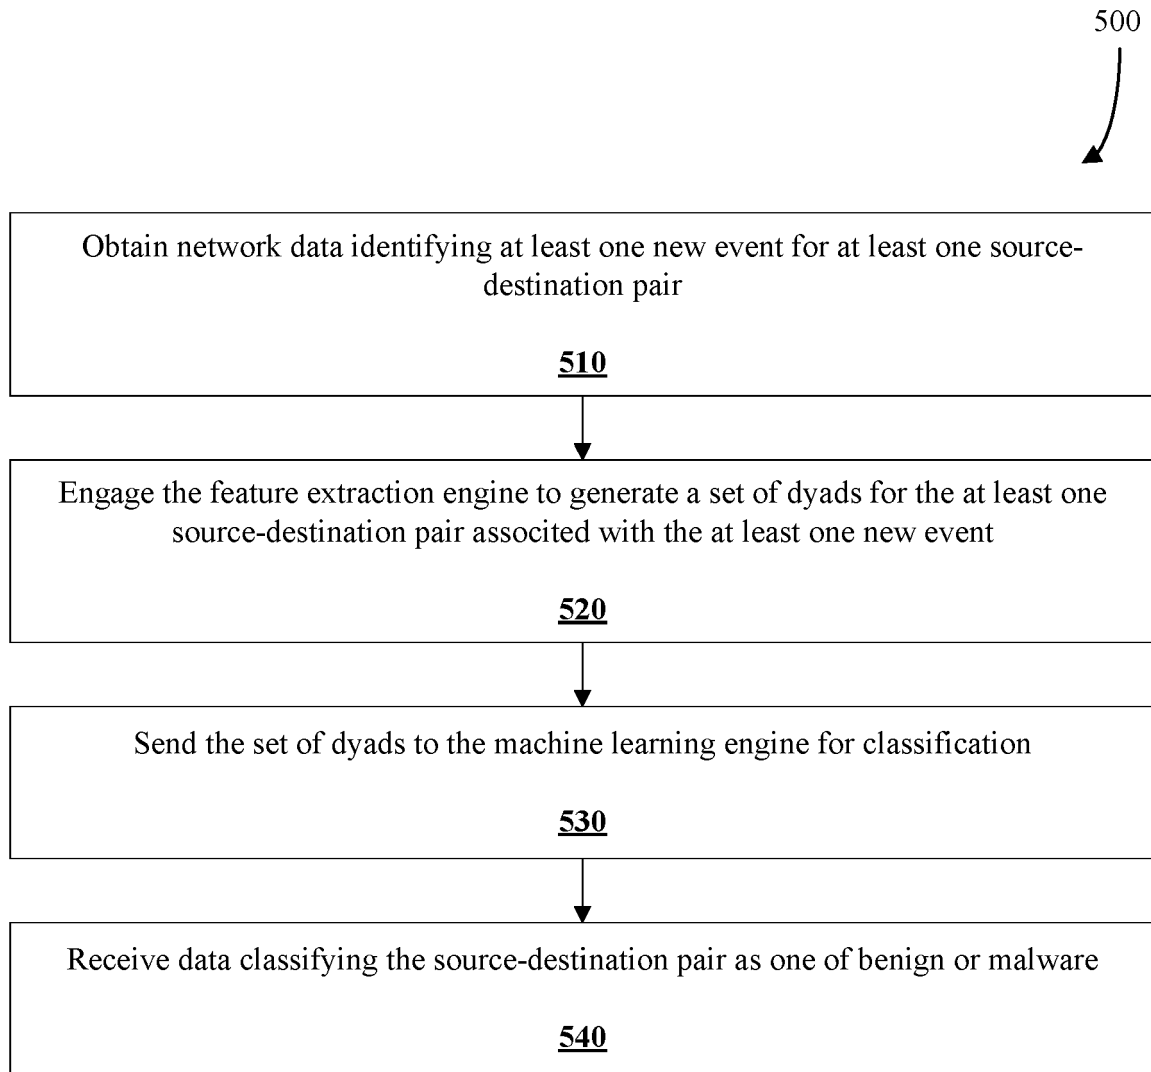 500
Obtain network data identifying at least one new event for at least one source-
destination pair
510
Engage the feature extraction engine to generate a set of dyads for the at least one
source-destination pair associted with the at least one new event
520
Send the set of dyads to the machine learning engine for classification
530
Receive data classifying the source-destination pair as one of benign or malware
540